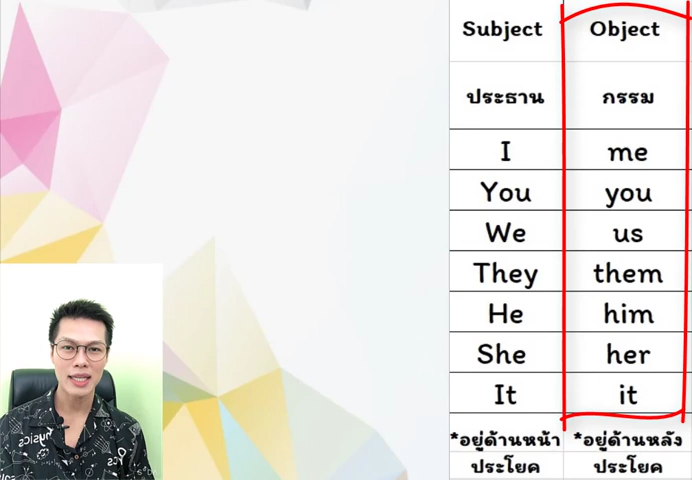 Subject Object
ประธาน กรรม
I me
You you
We us
They them
He him
She her
It it
*อยู่ด้านหน้า *อยู่ด้านหลัง
ประโยค ประโยค